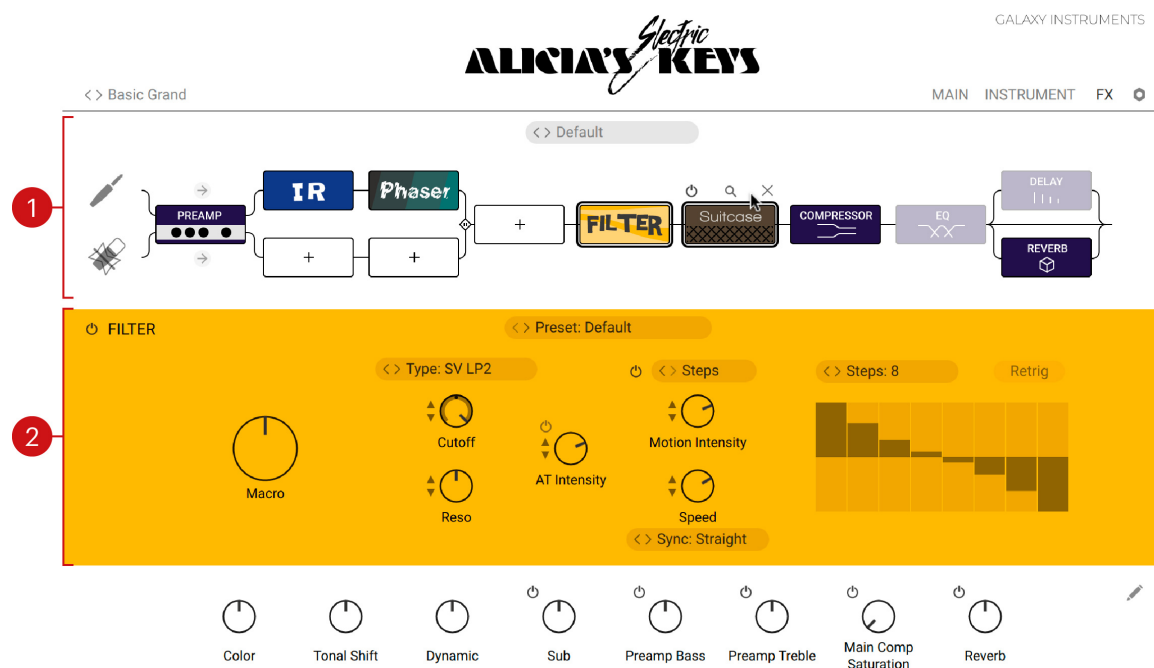 GALAXY INSTRUMENTS
Electric
ALICIA'S KEYS
< > Basic Grand
MAIN INSTRUMENT FX
< > Default
1
IR
Phaser
DELAY
PREAMP
+
FILTER
Suitcase
COMPRESSOR
EQ
+
+
REVERB
2
FILTER
< > Preset: Default
< > Type: SV LP2
< > Steps
< > Steps: 8
Retrig
Cutoff
Motion Intensity
Macro
AT Intensity
Reso
Speed
< > Sync: Straight
Color
Tonal Shift
Dynamic
Sub
Preamp Bass
Preamp Treble
Main Comp
Saturation
Reverb